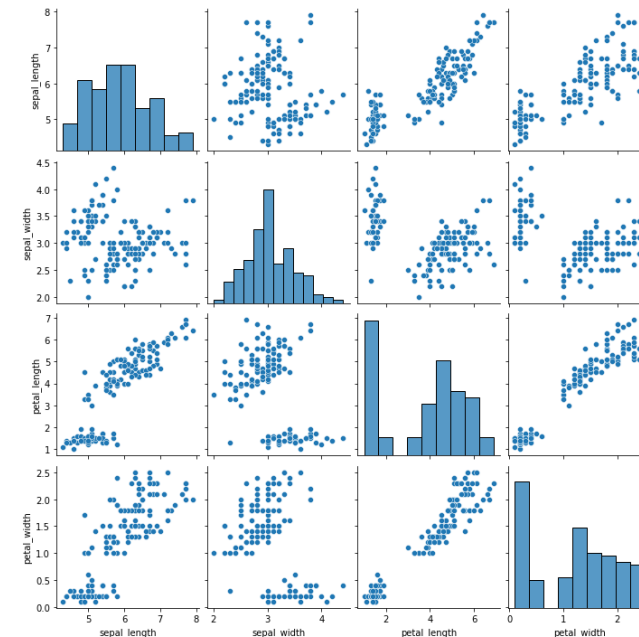 8
7
6
5
sepal_length
4.5
4.0
3.5
3.0
2.5
2.0
sepal_width
7
6
5
4
3
2
1
petal_length
2.5
2.0
1.5
1.0
0.5
0.0
petal_width
5 6 7 8
sepal_length
2 3 4
sepal_width
2 4 6
petal_length
0 1 2